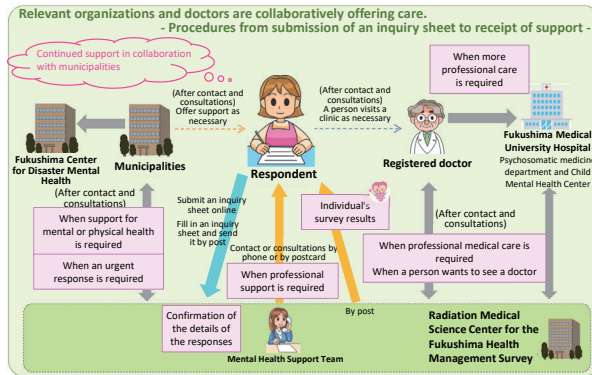 Relevant organizations and doctors are collaboratively offering care.
- Procedures from submission of an inquiry sheet to receipt of support -
Continued support in collaboration
with municipalities
(After contact and
consultations)
Offer support as
necessary
(After contact and
consultations)
A person visits a
clinic as necessary
When more
professional care
is required
Fukushima Center
for Disaster Mental
Health
Municipalities
Respondent
Registered doctor
Fukushima Medical
University Hospital
Psychosomatic medicine
department and Child
Mental Health Center
(After contact and
consultations)
When support for
mental or physical health
is required
When an urgent
response is required
Submit an inquiry
sheet online
Fill in an inquiry
sheet and send
it by post
Individual's
survey results
Contact or consultations by
phone or by postcard
When professional
support is required
(After contact and
consultations)
When professional medical care is
required
When a person wants to see a doctor
Confirmation of
the details of
the responses
By post
Mental Health Support Team
Radiation Medical
Science Center for the
Fukushima Health
Management Survey